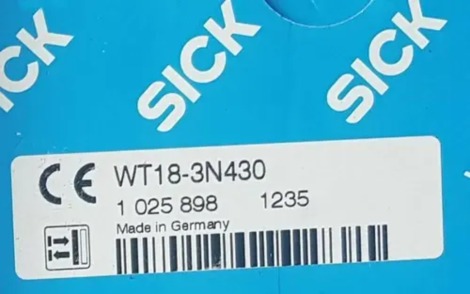 SICK
SICK
SICK
CE WT18-3N430
1 025 898 1235
Made in Germany